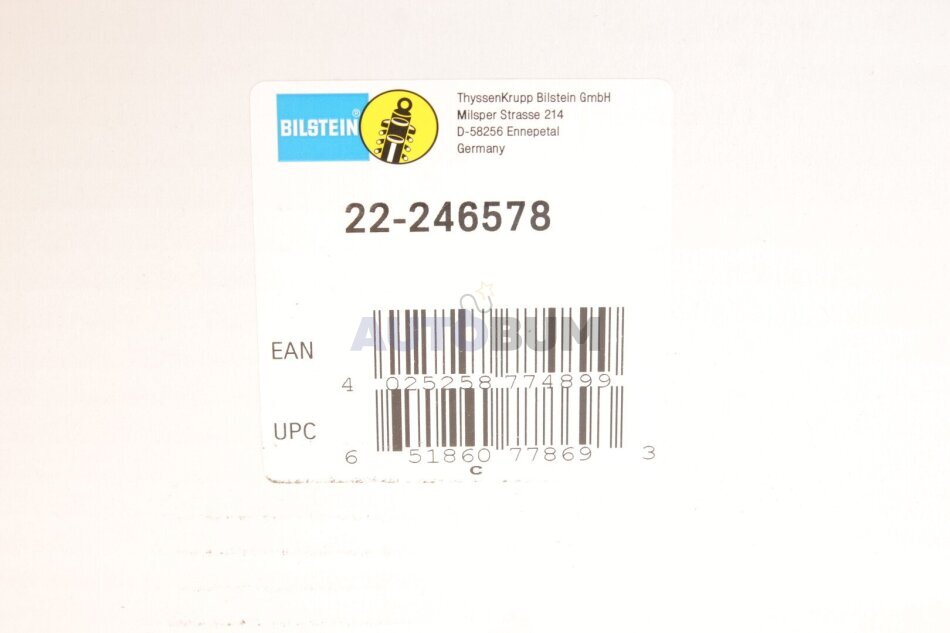 BILSTEIN®
ThyssenKrupp Bilstein GmbH
Milsper Strasse 214
D-58256 Ennepetal
Germany
22-246578
AUTOBUM
EAN
4 025258 774899
UPC
6 51860 77869 3
C